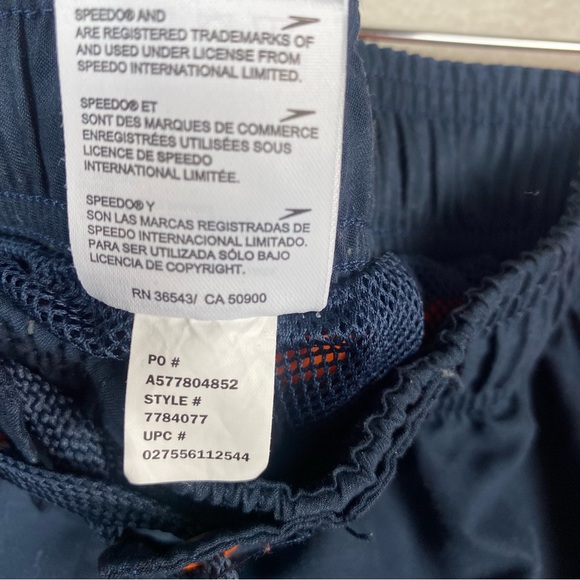 SPEEDO® AND
ARE REGISTERED TRADEMARKS OF
AND USED UNDER LICENSE FROM
SPEEDO INTERNATIONAL LIMITED.
SPEEDO® ET
SONT DES MARQUES DE COMMERCE
ENREGISTRÉES UTILISÉES SOUS
LICENCE DE SPEEDO
INTERNATIONAL LIMITÉE.
SPEEDO® Y
SON LAS MARCAS REGISTRADAS DE
SPEEDO INTERNACIONAL LIMITADO.
PARA SER UTILIZADA SÓLO BAJO
LICENCIA DE COPYRIGHT.
RN 36543/ CA 50900
PO #
A577804852
STYLE #
7784077
UPC #
027556112544